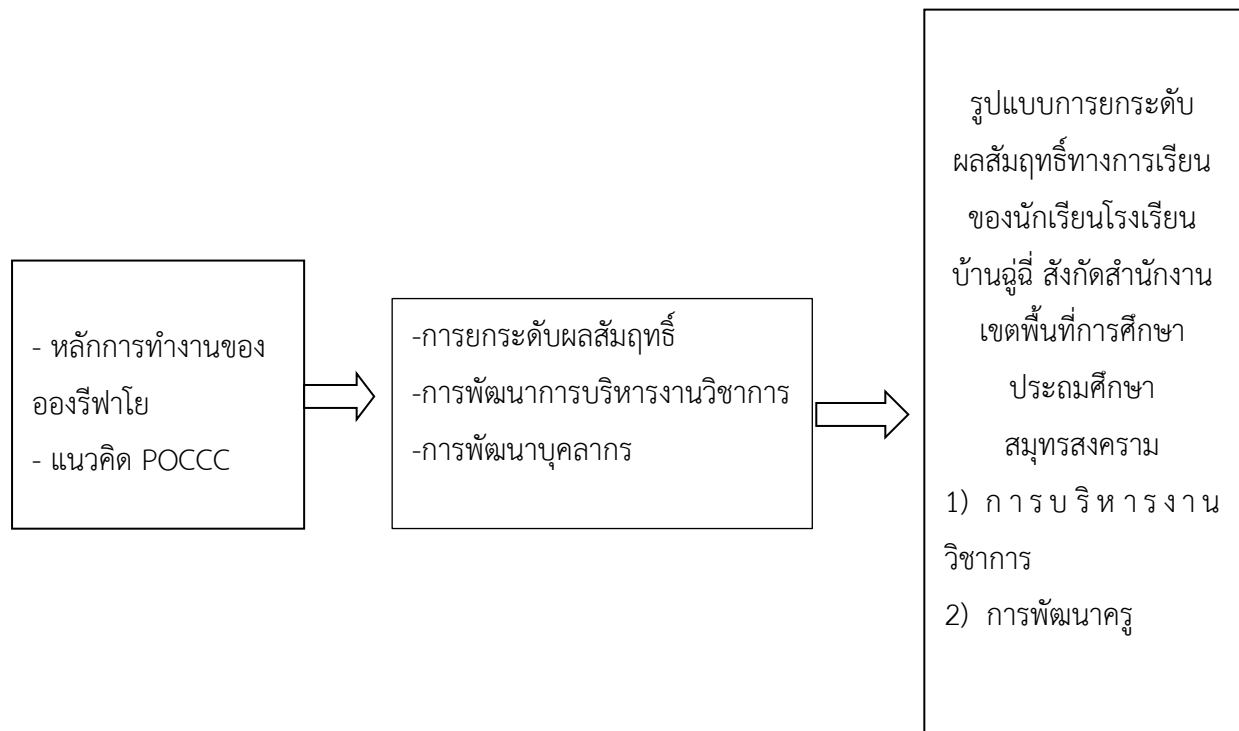 - หลักการทำงานของ
อองรีฟาโย
- แนวคิด POCCC
-การยกระดับผลสัมฤทธิ์
-การพัฒนาการบริหารงานวิชาการ
-การพัฒนาบุคลากร
รูปแบบการยกระดับ
ผลสัมฤทธิ์ทางการเรียน
ของนักเรียนโรงเรียน
บ้านฉู่ฉี่ สังกัดสำนักงาน
เขตพื้นที่การศึกษา
ประถมศึกษา
สมุทรสงคราม
1) การบริหารงาน
วิชาการ
2) การพัฒนาครู